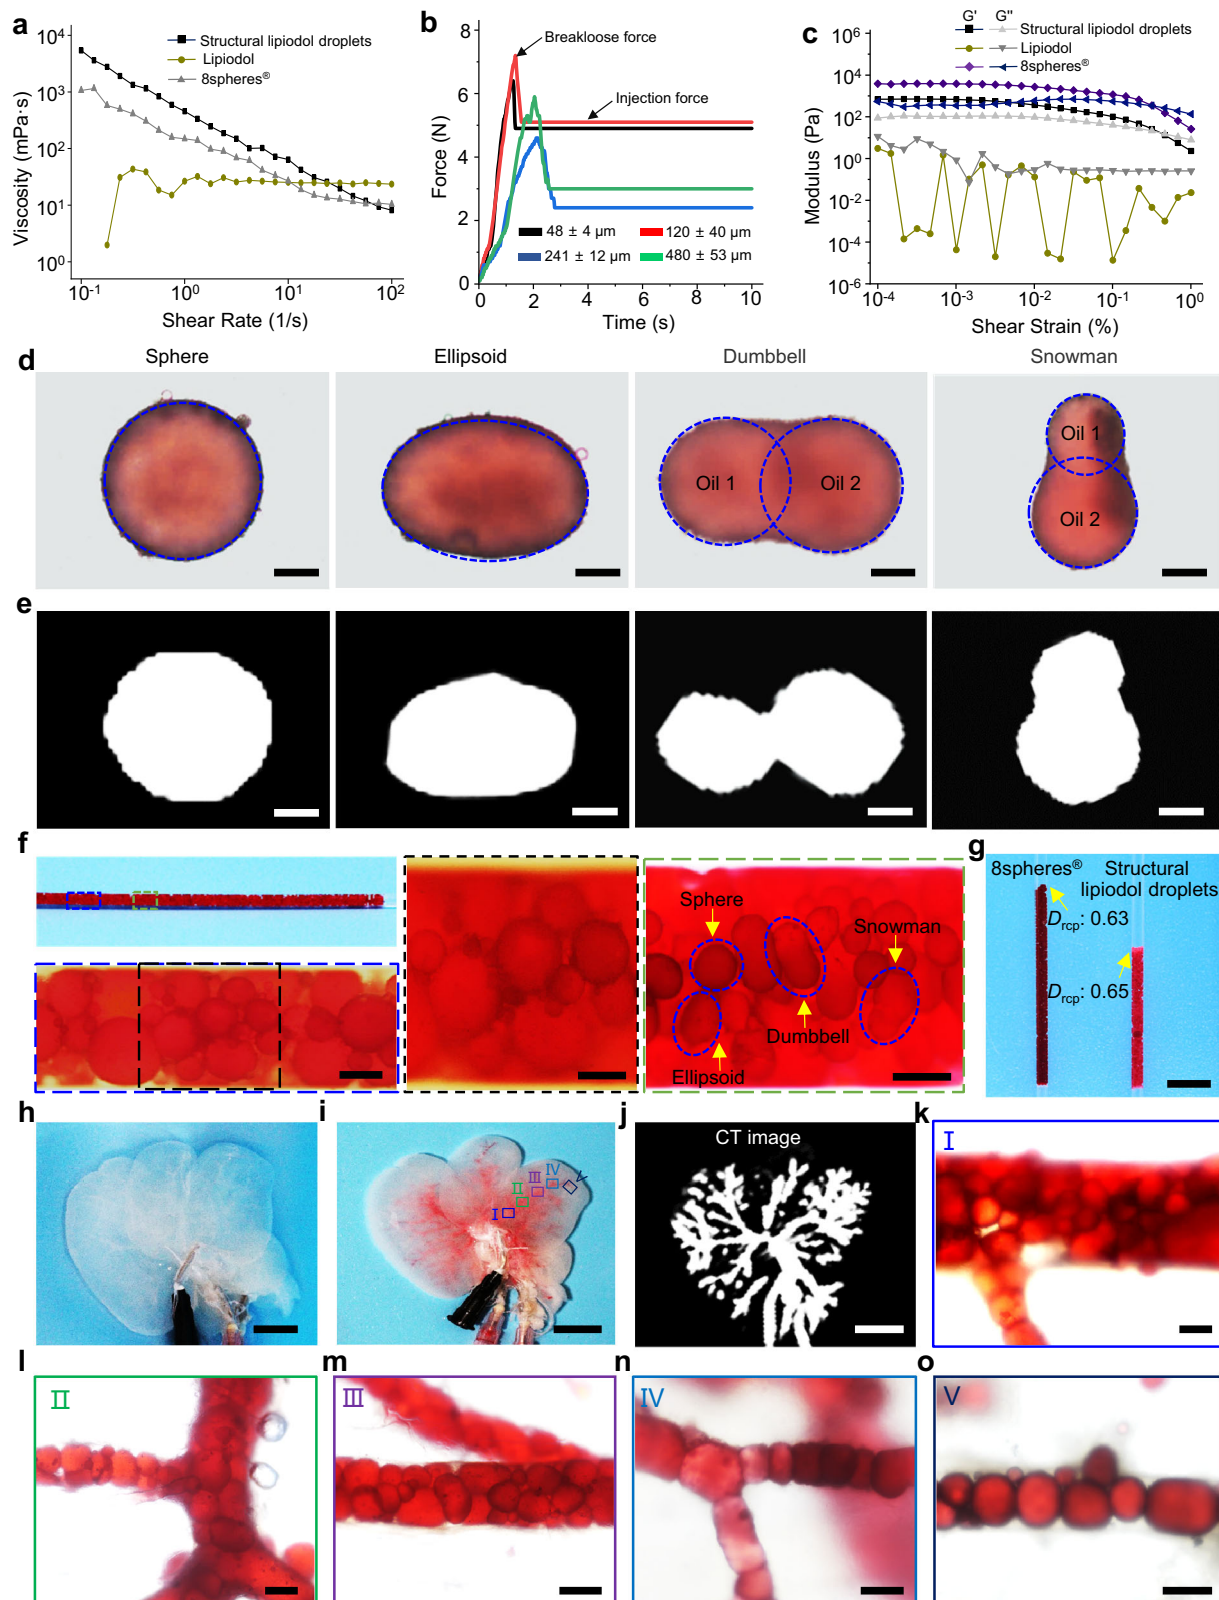 a
Structural lipiodol droplets
Lipiodol
8spheres®
10⁴
10³
10²
10¹
10⁰
Viscosity (mPa·s)
10⁻¹ 10⁰ 10¹ 10²
Shear Rate (1/s)
b
Breakloose force
Injection force
8
6
4
2
0
Force (N)
48 ± 4 µm
120 ± 40 µm
241 ± 12 µm
480 ± 53 µm
0 2 4 6 8 10
Time (s)
c
G' G"
Structural lipiodol droplets
Lipiodol
8spheres®
10⁶
10⁴
10²
10⁰
10⁻²
10⁻⁴
10⁻⁶
Modulus (Pa)
10⁻⁴ 10⁻³ 10⁻² 10⁻¹ 10⁰
Shear Strain (%)
d
Sphere
Ellipsoid
Dumbbell
Snowman
Oil 1
Oil 2
Oil 1
Oil 2
e
f
Sphere
Snowman
Dumbbell
Ellipsoid
g
8spheres®
Structural
lipiodol droplets
Drcp: 0.63
Drcp: 0.65
h
i
I
II
III
IV
V
j
CT image
k
I
l
II
m
III
n
IV
o
V